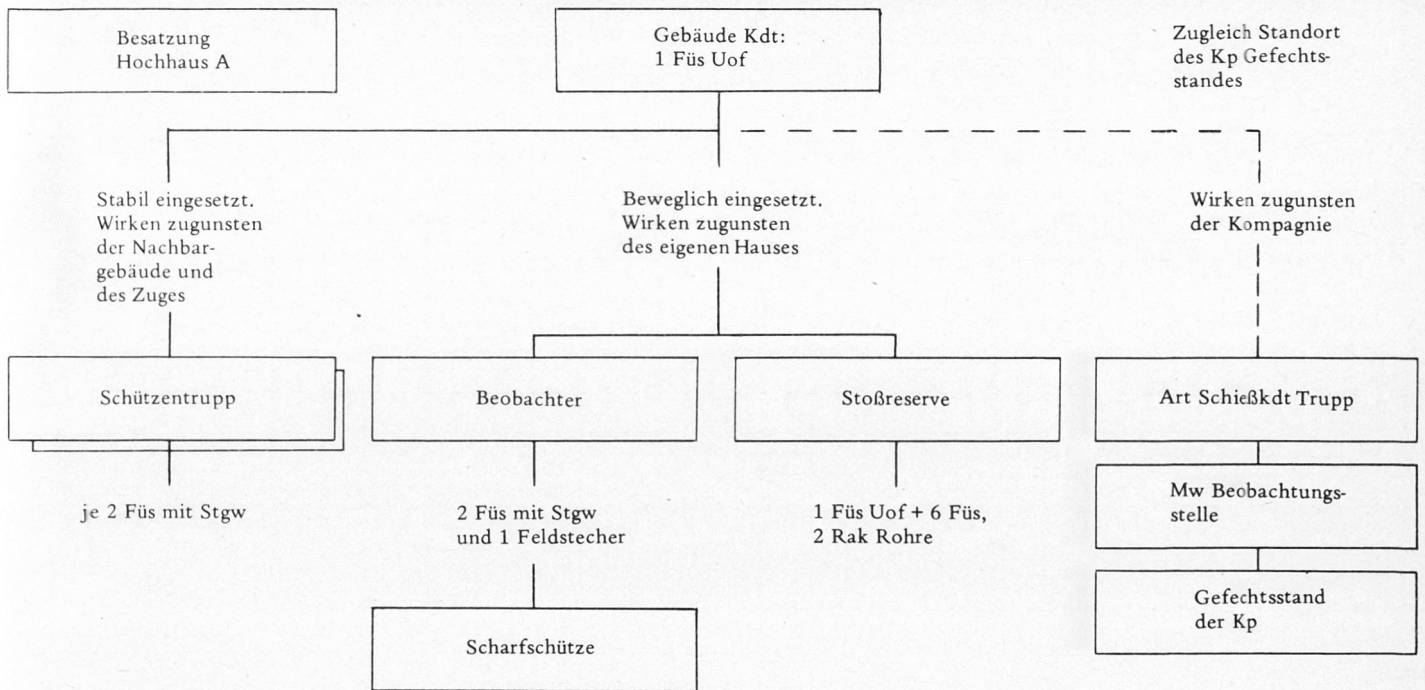 Besatzung
Hochhaus A
Gebäude Kdt:
1 Füs Uof
Zugleich Standort
des Kp Gefechts-
standes
Stabil eingesetzt.
Wirken zugunsten
der Nachbar-
gebäude und
des Zuges
Beweglich eingesetzt.
Wirken zugunsten
des eigenen Hauses
Wirken zugunsten
der Kompagnie
Schützentrupp
Beobachter
Stoßreserve
Art Schießkdt Trupp
je 2 Füs mit Stgw
2 Füs mit Stgw
und 1 Feldstecher
1 Füs Uof + 6 Füs,
2 Rak Rohre
Mw Beobachtungs-
stelle
Gefechtsstand
der Kp
Scharfschütze